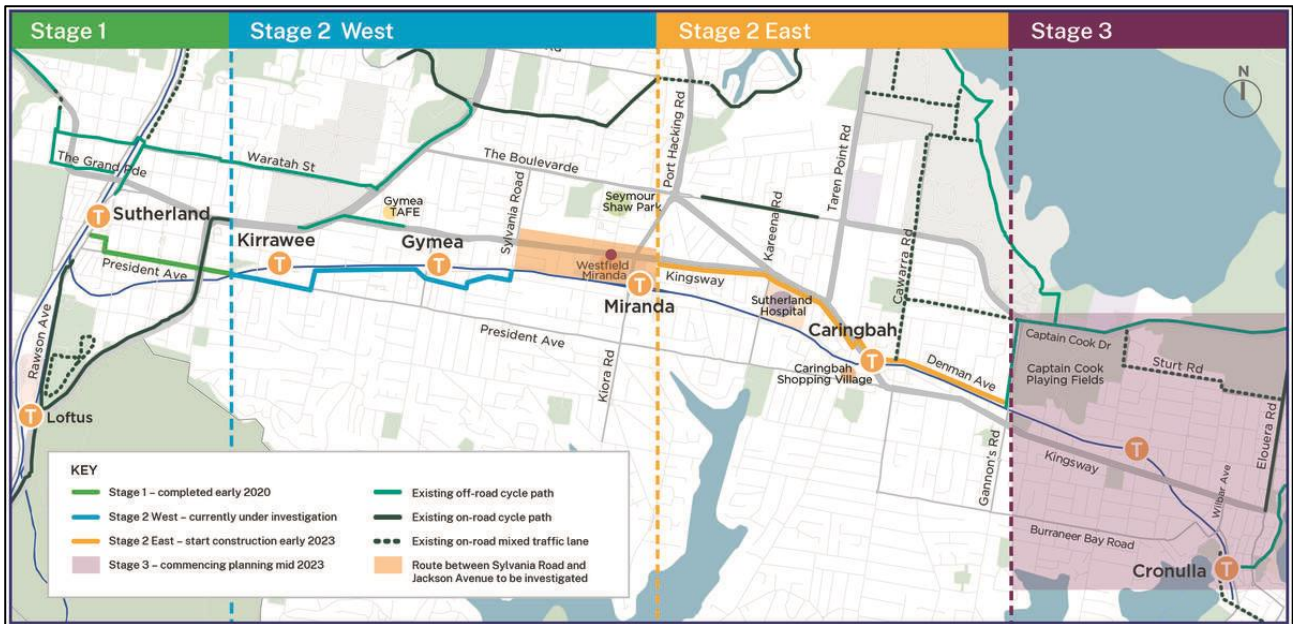 Stage 1
Stage 2 West
Stage 2 East
Stage 3
N
The Grand Pde
Waratah St
The Boulevarde
Port Hacking Rd
Taren Point Rd
Sylvania Road
Seymour
Shaw Park
Gymea
TAFE
Kareena Rd
Cawarra Rd
T
Sutherland
Kirrawee
T
Gymea
T
Westfield
Miranda
T
Miranda
Kingsway
Sutherland
Hospital
President Ave
President Ave
Rawson Ave
T
Loftus
Kiora Rd
Caringbah
T
Caringbah
Shopping Village
Denman Ave
Gannon's Rd
Captain Cook Dr
Captain Cook
Playing Fields
Sturt Rd
Elouera Rd
T
Kingsway
Wilbar Ave
Burraneer Bay Road
Cronulla
T
KEY
Stage 1 – completed early 2020
Stage 2 West – currently under investigation
Stage 2 East – start construction early 2023
Stage 3 – commencing planning mid 2023
Existing off-road cycle path
Existing on-road cycle path
Existing on-road mixed traffic lane
Route between Sylvania Road and
Jackson Avenue to be investigated